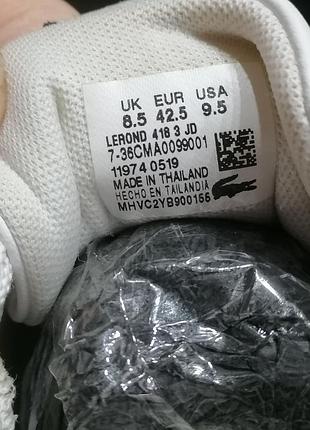 UK EUR USA
8.5 42.5 9.5
LEROND 418 3 JD
7-36CMA0099001
11974 0519
MADE IN THAILAND
HECHO EN TAILANDIA
MHVC2YB900156